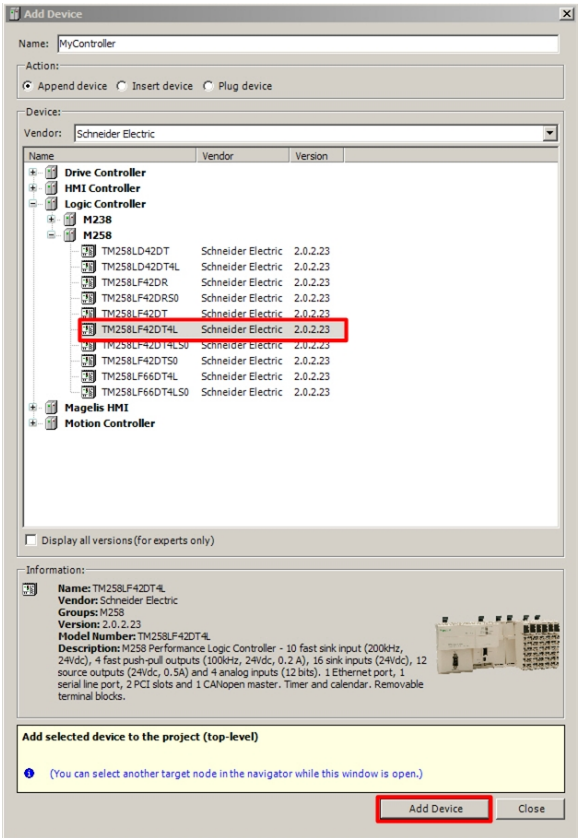 Add Device
Name: MyController
Action:
Append device Insert device Plug device
Device:
Vendor: Schneider Electric
Name Vendor Version
Drive Controller
HMI Controller
Logic Controller
M238
M258
TM258LD42DT Schneider Electric 2.0.2.23
TM258LD42DT4L Schneider Electric 2.0.2.23
TM258LF42DR Schneider Electric 2.0.2.23
TM258LF42DRS0 Schneider Electric 2.0.2.23
TM258LF42DT Schneider Electric 2.0.2.23
TM258LF42DT4L Schneider Electric 2.0.2.23
TM258LF42DT4LS0 Schneider Electric 2.0.2.23
TM258LF42DTS0 Schneider Electric 2.0.2.23
TM258LF66DT4L Schneider Electric 2.0.2.23
TM258LF66DT4LS0 Schneider Electric 2.0.2.23
Magelis HMI
Motion Controller
Display all versions (for experts only)
Information:
Name: TM258LF42DT4L
Vendor: Schneider Electric
Groups: M258
Version: 2.0.2.23
Model Number: TM258LF42DT4L
Description: M258 Performance Logic Controller - 10 fast sink input (200kHz,
24Vdc), 4 fast push-pull outputs (100kHz, 24Vdc, 0.2 A), 16 sink inputs (24Vdc), 12
source outputs (24Vdc, 0.5A) and 4 analog inputs (12 bits). 1 Ethernet port, 1
serial line port, 2 PCI slots and 1 CANopen master. Timer and calendar. Removable
terminal blocks.
Add selected device to the project (top-level)
(You can select another target node in the navigator while this window is open.)
Add Device Close